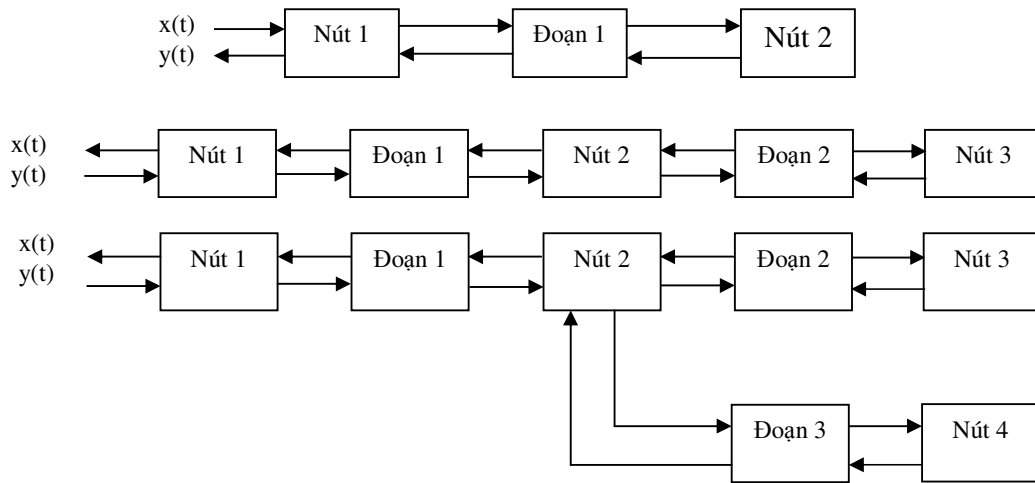 x(t)
y(t)
Nút 1
Đoạn 1
Nút 2
x(t)
y(t)
Nút 1
Đoạn 1
Nút 2
Đoạn 2
Nút 3
x(t)
y(t)
Nút 1
Đoạn 1
Nút 2
Đoạn 2
Nút 3
Đoạn 3
Nút 4